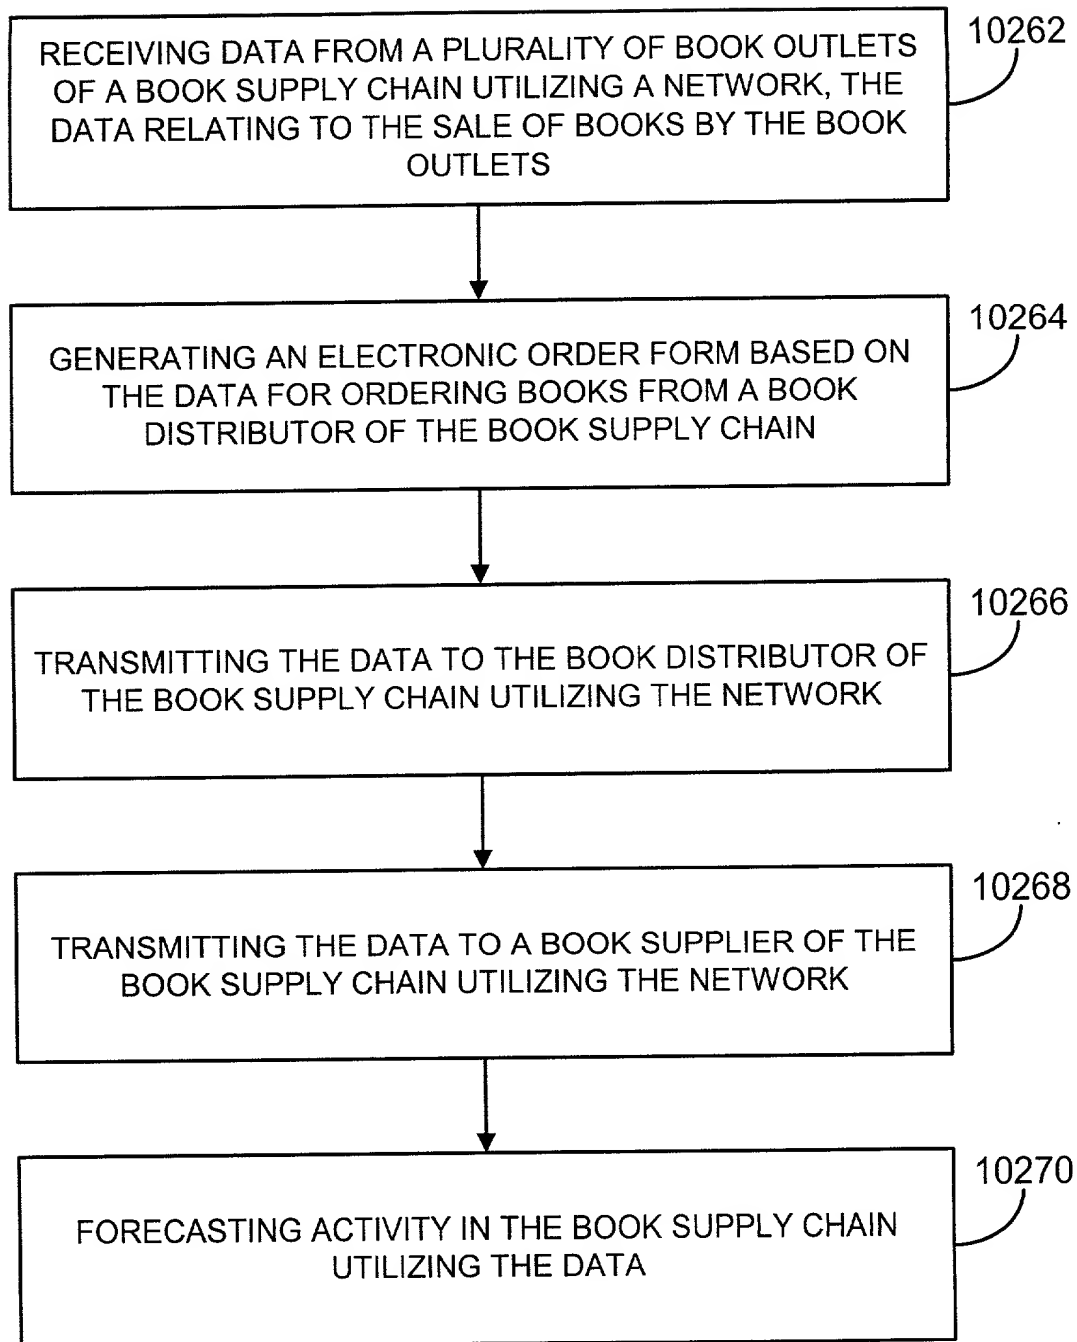 10262
RECEIVING DATA FROM A PLURALITY OF BOOK OUTLETS
OF A BOOK SUPPLY CHAIN UTILIZING A NETWORK, THE
DATA RELATING TO THE SALE OF BOOKS BY THE BOOK
OUTLETS
10264
GENERATING AN ELECTRONIC ORDER FORM BASED ON
THE DATA FOR ORDERING BOOKS FROM A BOOK
DISTRIBUTOR OF THE BOOK SUPPLY CHAIN
10266
TRANSMITTING THE DATA TO THE BOOK DISTRIBUTOR OF
THE BOOK SUPPLY CHAIN UTILIZING THE NETWORK
10268
TRANSMITTING THE DATA TO A BOOK SUPPLIER OF THE
BOOK SUPPLY CHAIN UTILIZING THE NETWORK
10270
FORECASTING ACTIVITY IN THE BOOK SUPPLY CHAIN
UTILIZING THE DATA